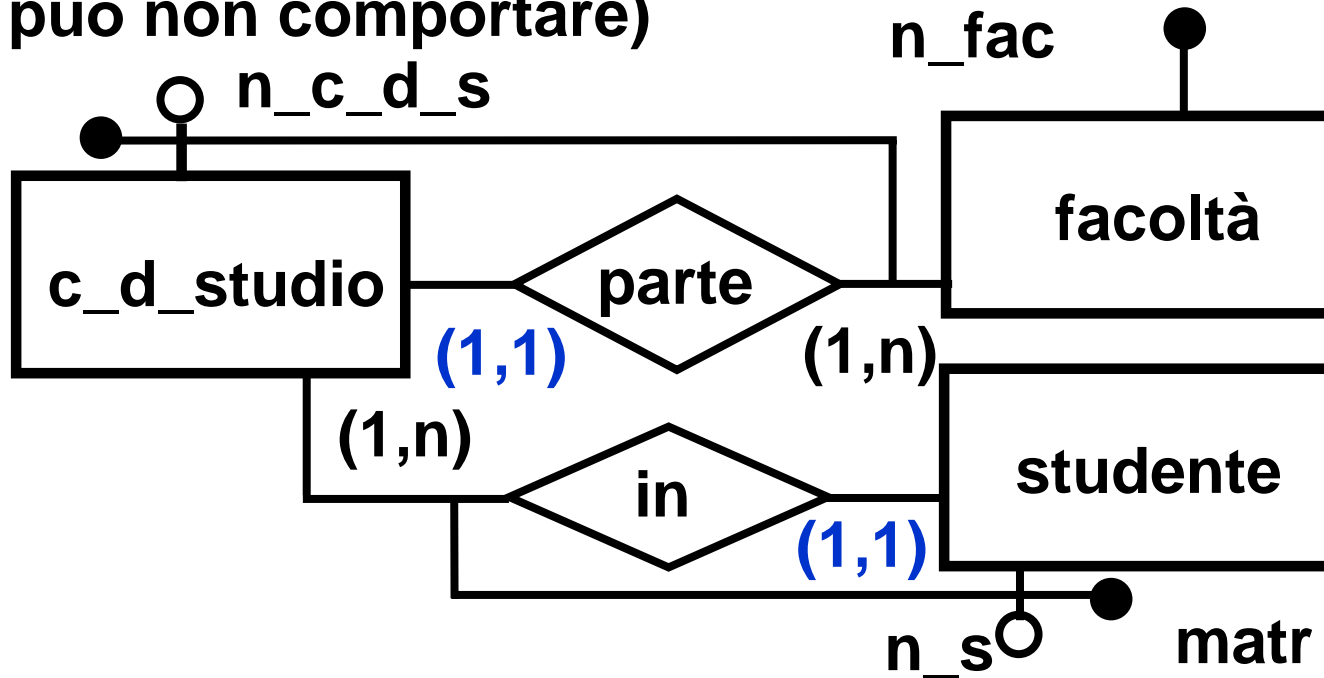 può non comportare)
n_fac
n_c_d_s
facoltà
c_d_studio
parte
(1,1)
(1,n)
(1,n)
in
studente
(1,1)
n_s
matr